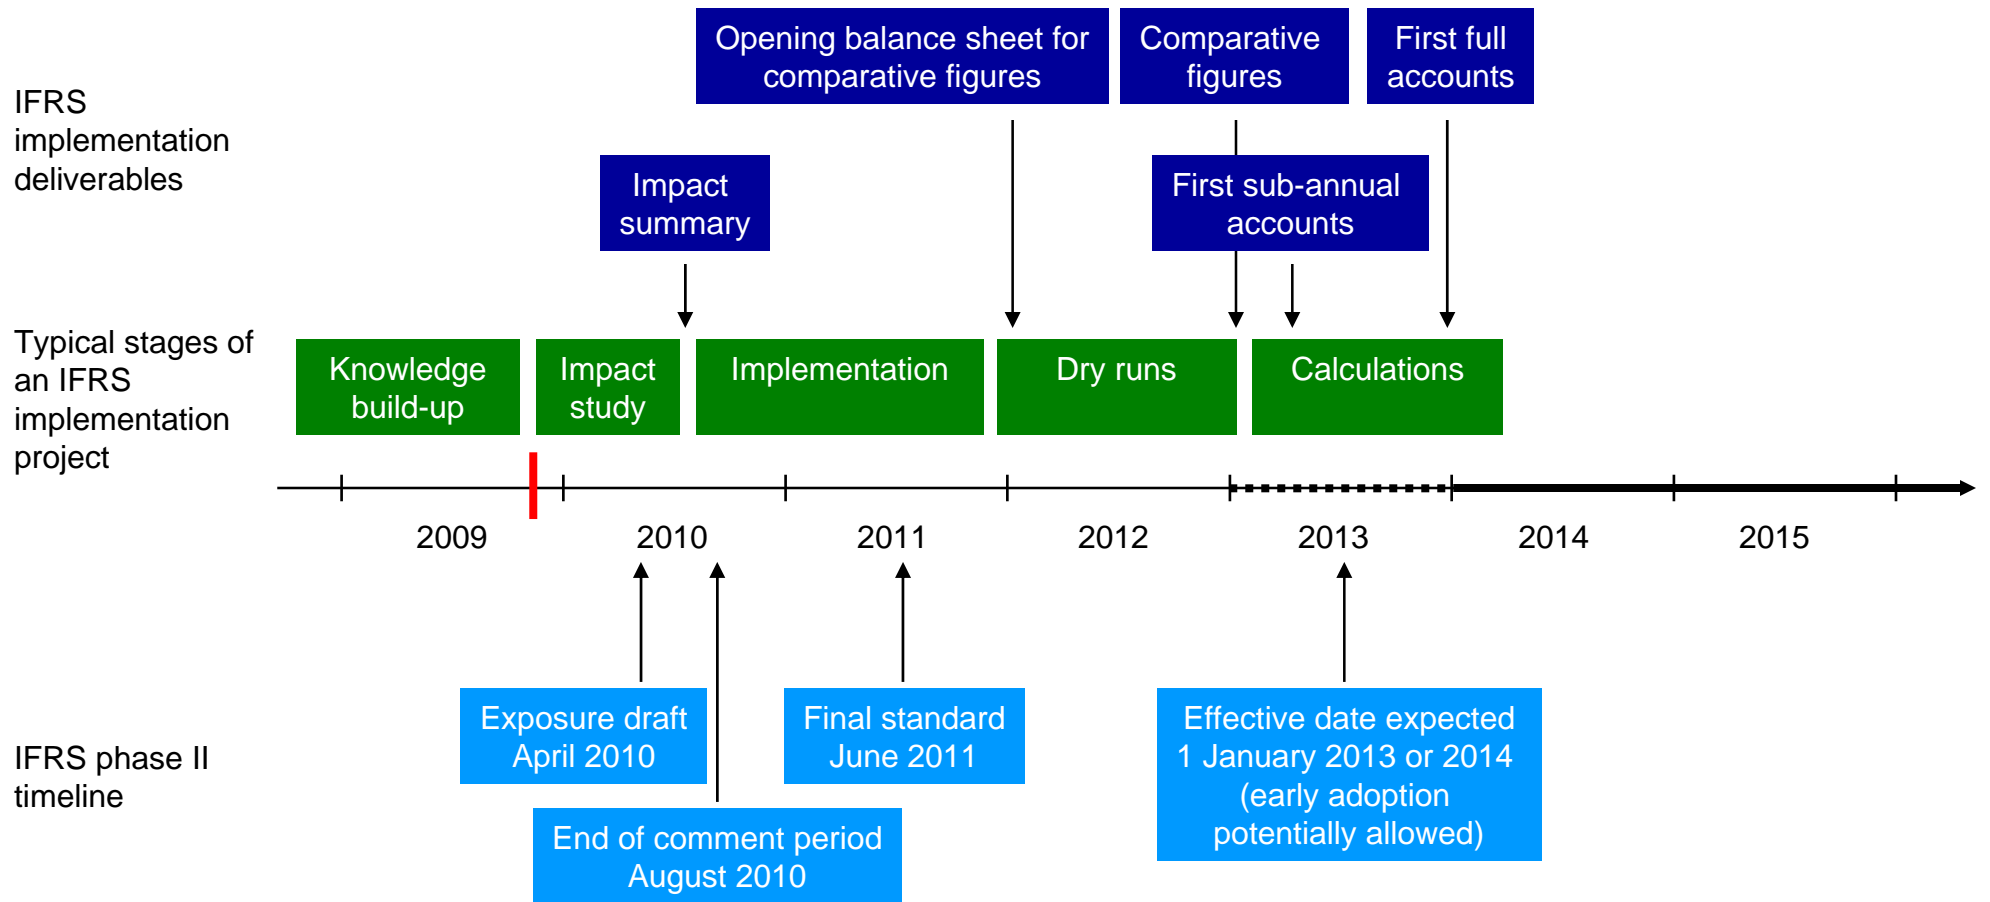 Opening balance sheet for
comparative figures
Comparative
figures
First full
accounts
IFRS
implementation
deliverables
Impact
summary
First sub-annual
accounts
Typical stages of
an IFRS
implementation
project
Knowledge
build-up
Impact
study
Implementation
Dry runs
Calculations
2009
2010
2011
2012
2013
2014
2015
IFRS phase II
timeline
Exposure draft
April 2010
Final standard
June 2011
Effective date expected
1 January 2013 or 2014
(early adoption
potentially allowed)
End of comment period
August 2010